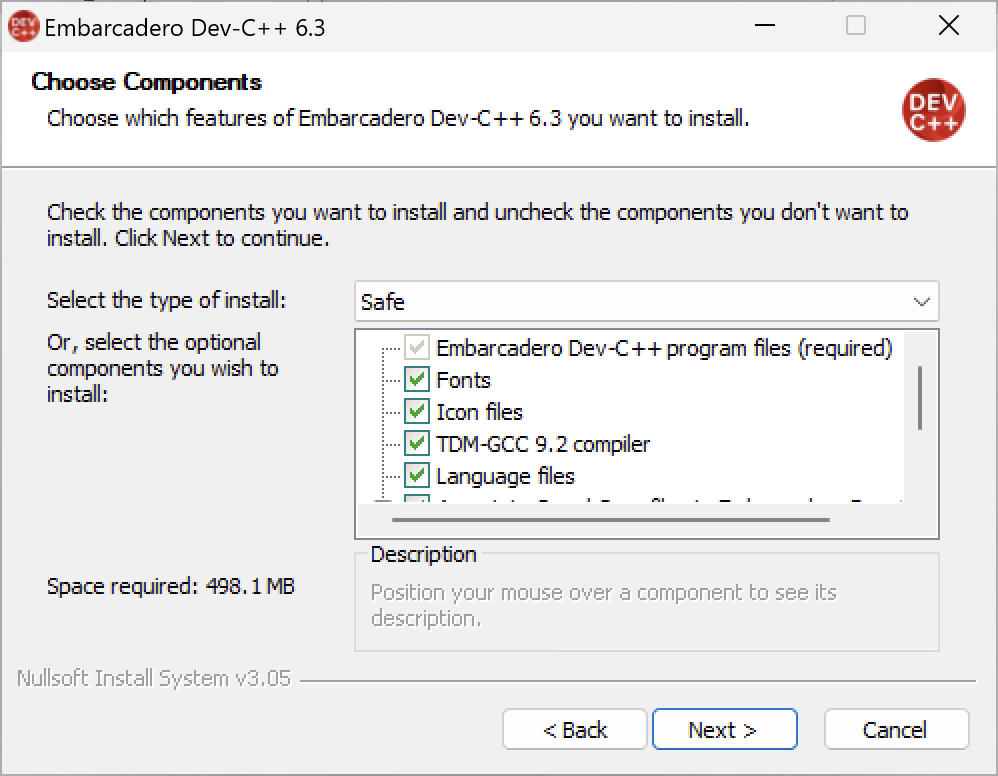 DEV C++
Embarcadero Dev-C++ 6.3
Choose Components
Choose which features of Embarcadero Dev-C++ 6.3 you want to install.
DEV
C++
Check the components you want to install and uncheck the components you don't want to
install. Click Next to continue.
Select the type of install:
Safe
Or, select the optional
components you wish to
install:
Embarcadero Dev-C++ program files (required)
Fonts
Icon files
TDM-GCC 9.2 compiler
Language files
Space required: 498.1 MB
Description
Position your mouse over a component to see its
description.
Nullsoft Install System v3.05
< Back
Next >
Cancel